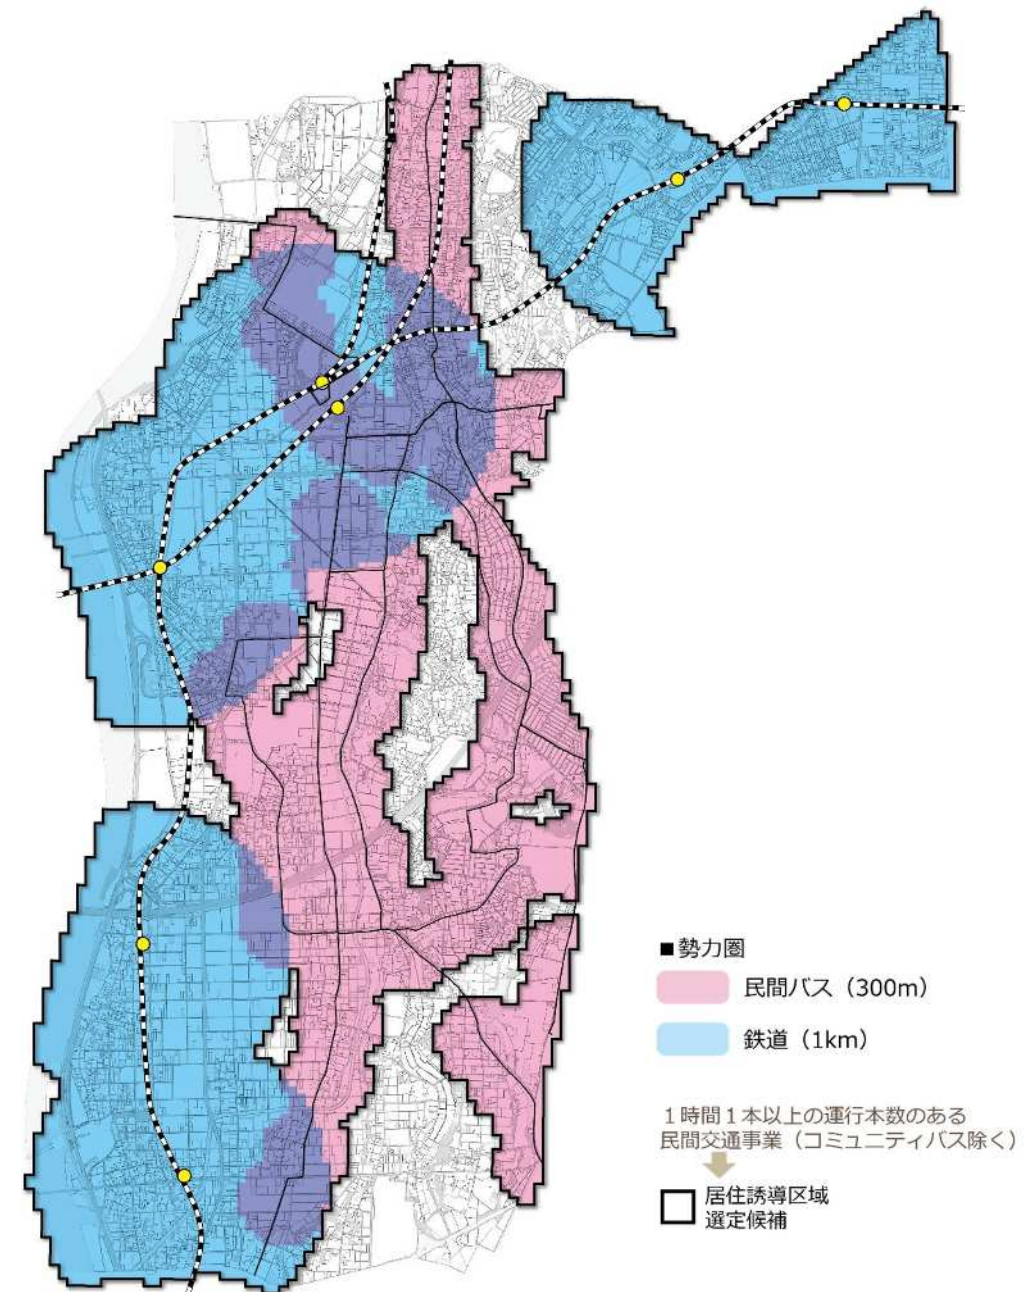 ■勢力圏
民間バス（300m）
鉄道（1km）
１時間１本以上の運行本数のある
民間交通事業（コミュニティバス除く）
居住誘導区域
選定候補